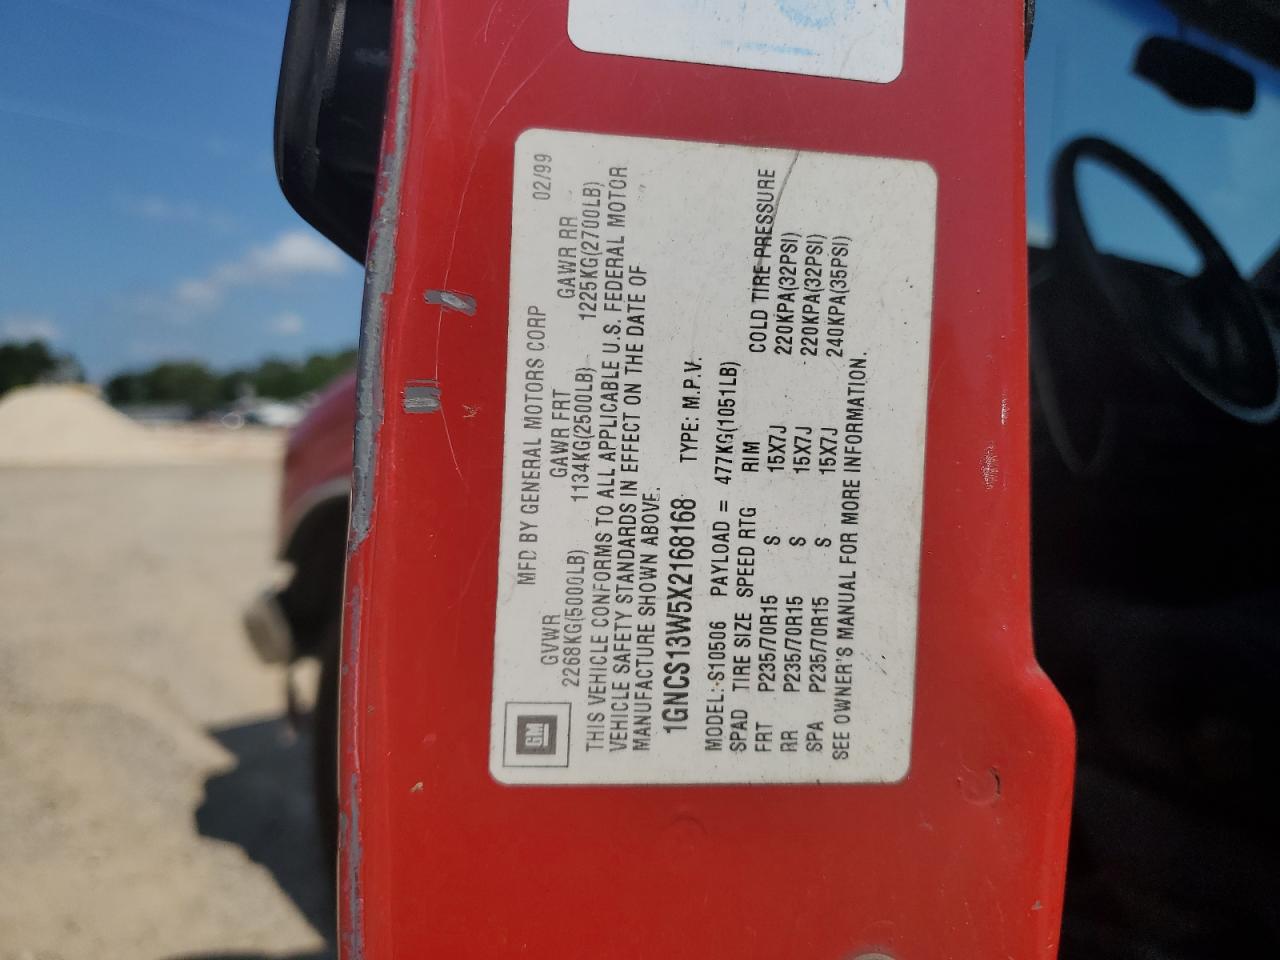 GM
MFD BY GENERAL MOTORS CORP 02/99
GVWR GAWR FRT GAWR RR
2268KG(5000LB) 1134KG(2500LB) 1225KG(2700LB)
THIS VEHICLE CONFORMS TO ALL APPLICABLE U.S. FEDERAL MOTOR
VEHICLE SAFETY STANDARDS IN EFFECT ON THE DATE OF
MANUFACTURE SHOWN ABOVE.
1GNCS13W5X2168168 TYPE: M.P.V.
MODEL: S10506 PAYLOAD = 477KG(1051LB)
SPAD TIRE SIZE SPEED RTG RIM COLD TIRE PRESSURE
FRT P235/70R15 S 15X7J 220KPA(32PSI)
RR P235/70R15 S 15X7J 220KPA(32PSI)
SPA P235/70R15 S 15X7J 240KPA(35PSI)
SEE OWNER'S MANUAL FOR MORE INFORMATION.